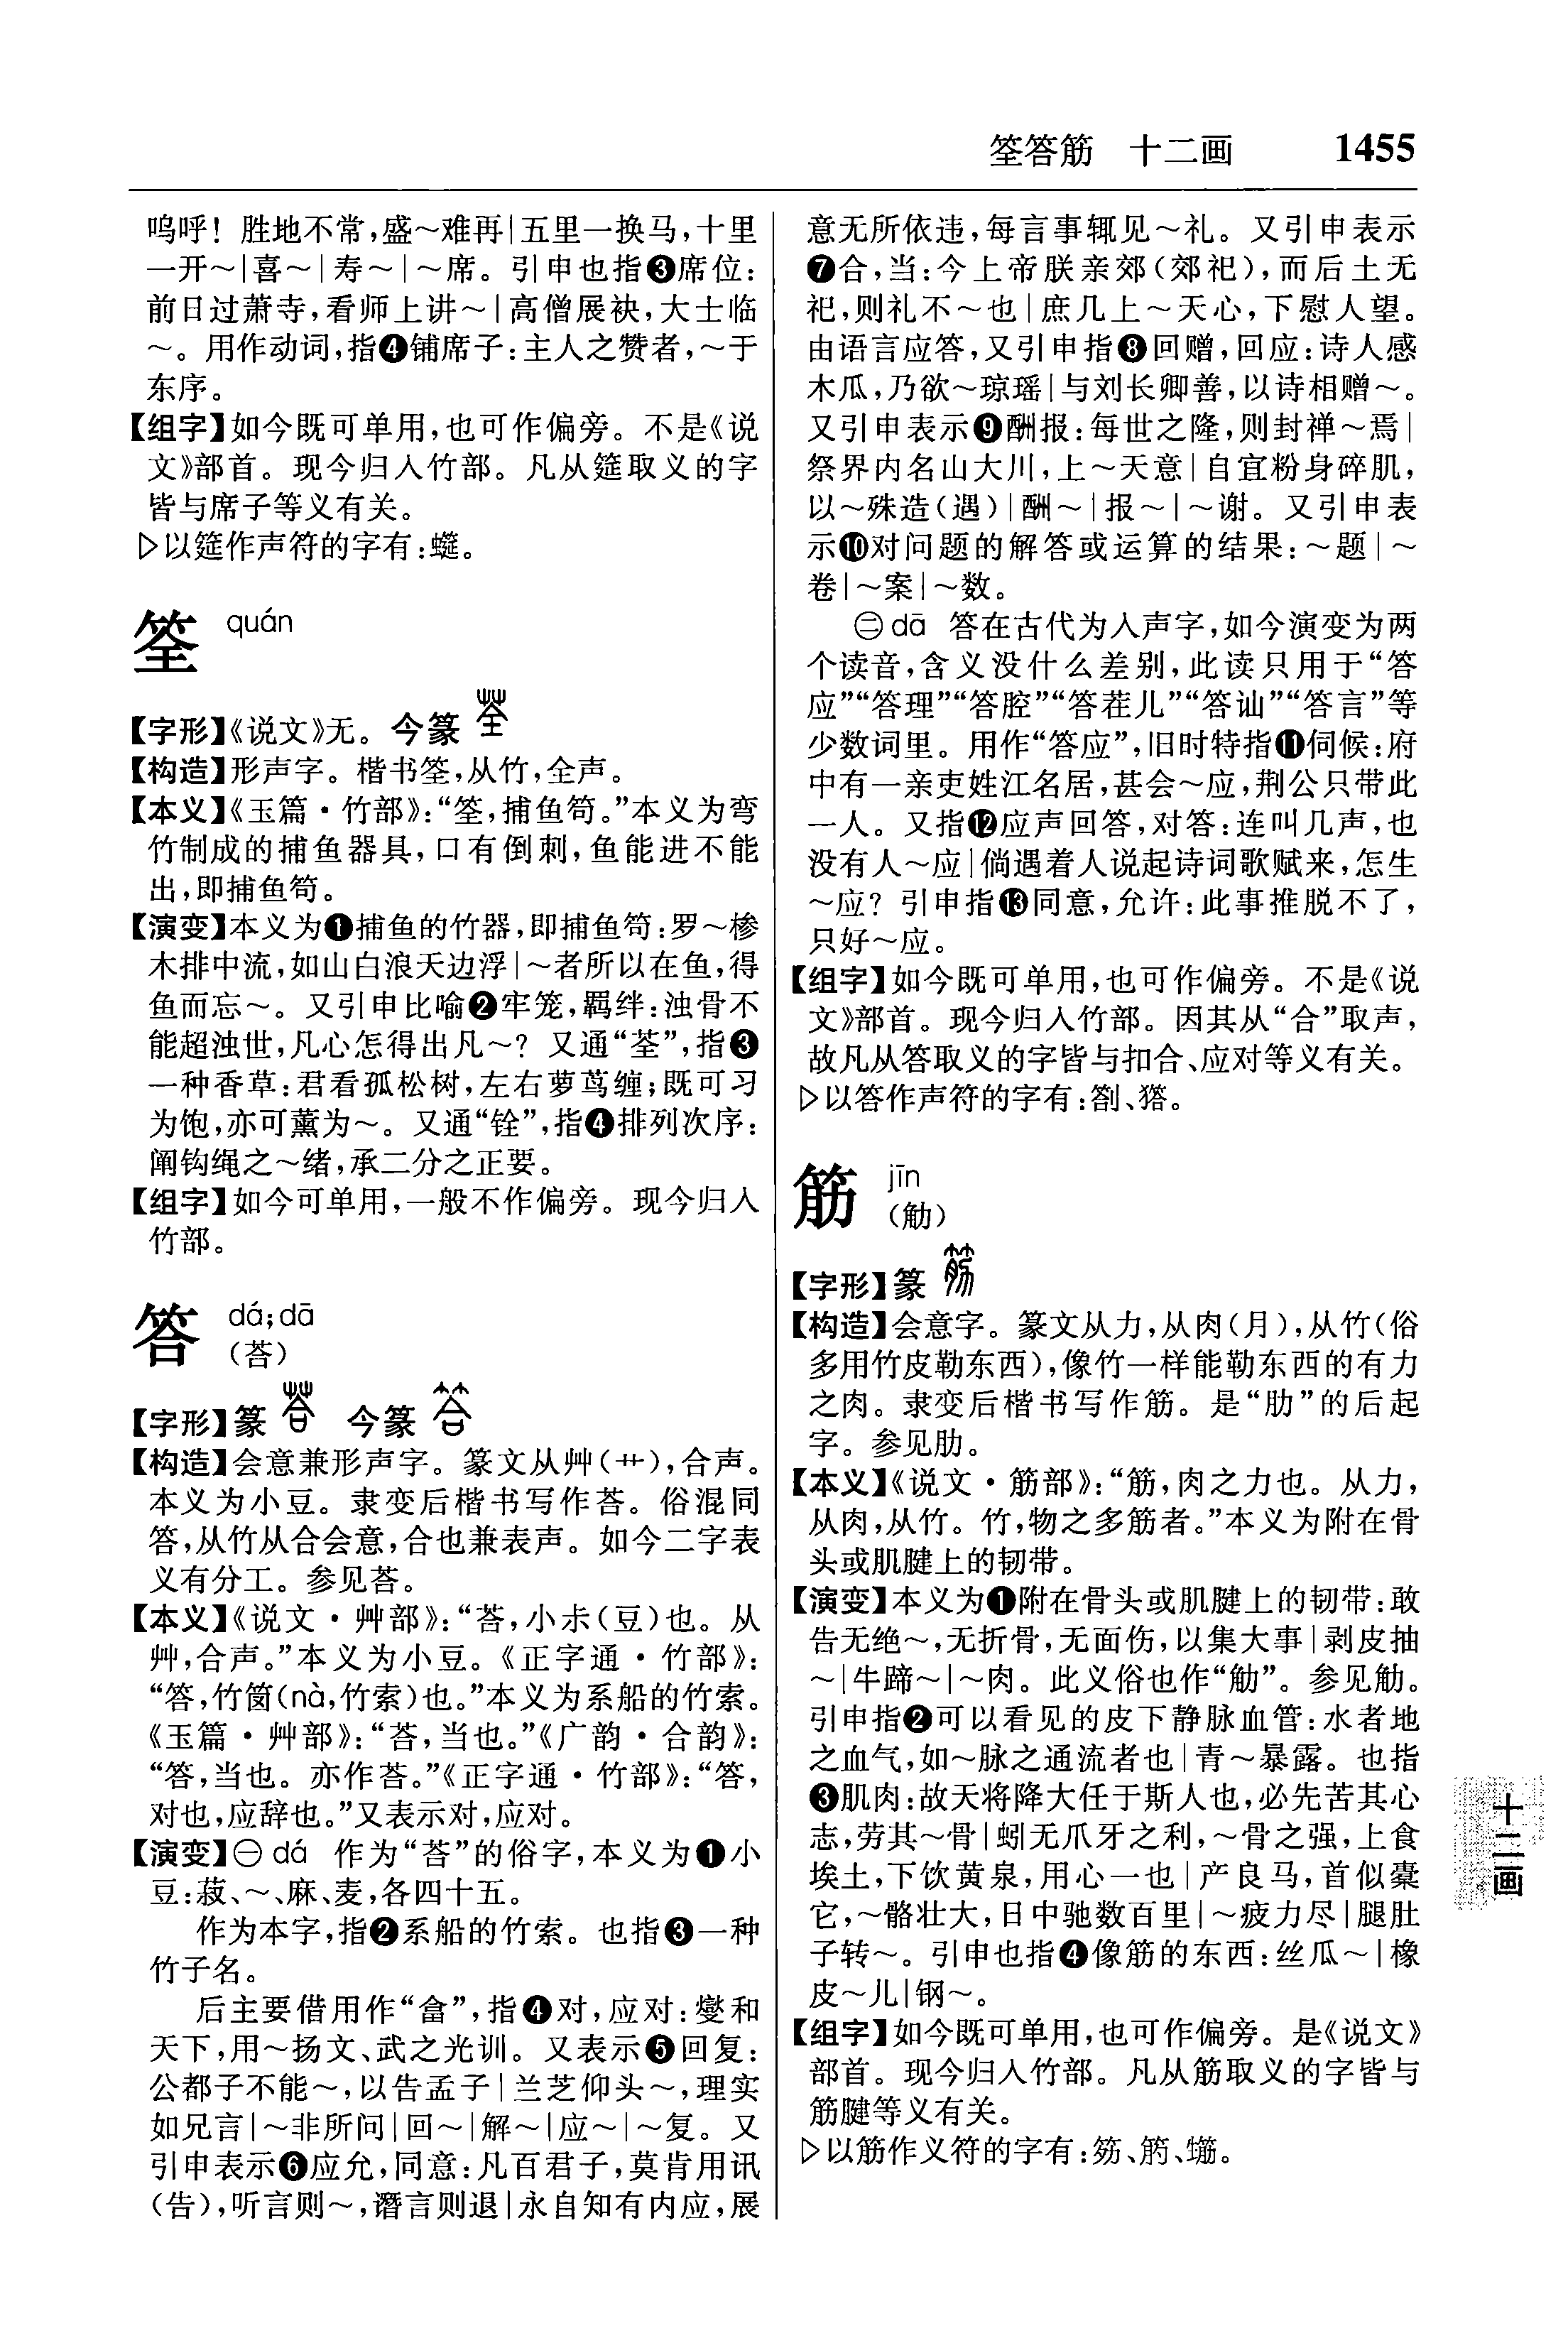 筌答筋　十二画　1455
呜呼！胜地不常,盛～难再|五里一换马,十里
一开～|喜～|寿～|～席。引申也指❸席位:
前日过萧寺,看师上讲～|高僧展袂,大士临
～。用作动词,指❹铺席子:主人之赞者,～于
东序。
【组字】如今既可单用,也可作偏旁。不是《说
文》部首。现今归入竹部。凡从筵取义的字
皆与席子等义有关。
▷以筵作声符的字有:
筌 quán
【字形】《说文》无。今篆
【构造】形声字。楷书筌,从竹,全声。
【本义】《玉篇·竹部》:“筌,捕鱼笱。”本义为弯
竹制成的捕鱼器具,口有倒刺,鱼能进不能
出,即捕鱼笱。
【演变】本义为❶捕鱼的竹器,即捕鱼笱:罗～椮
木排中流,如山白浪天边浮|～者所以在鱼,得
鱼而忘～。又引申比喻❷牢笼,羁绊:浊骨不
能超浊世,凡心怎得出凡～？又通“荃”,指❸
一种香草:君看孤松树,左右萝茑缠;既可习
为饱,亦可薰为～。又通“铨”,指❹排列次序:
阐钩绳之～绪,承二分之正要。
【组字】如今可单用,一般不作偏旁。现今归入
竹部。
答 dá;dā
(荅)
【字形】篆　今篆
【构造】会意兼形声字。篆文从艸(艹),合声。
本义为小豆。隶变后楷书写作荅。俗混同
答,从竹从合会意,合也兼表声。如今二字表
义有分工。参见荅。
【本义】《说文·艸部》:“荅,小尗(豆)也。从
艸,合声。”本义为小豆。《正字通·竹部》:
“答,竹䈫(nà,竹索)也。”本义为系船的竹索。
《玉篇·艸部》:“荅,当也。”《广韵·合韵》:
“答,当也。亦作荅。”《正字通·竹部》:“答,
对也,应辞也。”又表示对,应对。
【演变】㊀dá　作为“荅”的俗字,本义为❶小
豆:菽、～、麻、麦,各四十五。
作为本字,指❷系船的竹索。也指❸一种
竹子名。
后主要借用作“畣”,指❹对,应对:燮和
天下,用～扬文、武之光训。又表示❺回复:
公都子不能～,以告孟子|兰芝仰头～,理实
如兄言|～非所问|回～|解～|应～|～复。又
引申表示❻应允,同意:凡百君子,莫肯用讯
(告),听言则～,谮言则退|永自知有内应,展
意无所依违,每言事辄见～礼。又引申表示
❼合,当:今上帝朕亲郊(郊祀),而后土无
祀,则礼不～也|庶几上～天心,下慰人望。
由语言应答,又引申指❽回赠,回应:诗人感
木瓜,乃欲～琼瑶|与刘长卿善,以诗相赠～。
又引申表示❾酬报:每世之隆,则封禅～焉|
祭界内名山大川,上～天意|自宜粉身碎肌,
以～殊造(遇)|酬～|报～|～谢。又引申表
示❿对问题的解答或运算的结果:～题|～
卷|～案|～数。
㊁dā　答在古代为入声字,如今演变为两
个读音,含义没什么差别,此读只用于“答
应”“答理”“答腔”“答茬儿”“答讪”“答言”等
少数词里。用作“答应”,旧时特指⓫伺候:府
中有一亲吏姓江名居,甚会～应,荆公只带此
一人。又指⓬应声回答,对答:连叫几声,也
没有人～应|倘遇着人说起诗词歌赋来,怎生
～应？引申指⓭同意,允许:此事推脱不了,
只好～应。
【组字】如今既可单用,也可作偏旁。不是《说
文》部首。现今归入竹部。因其从“合”取声,
故凡从答取义的字皆与扣合、应对等义有关。
▷以答作声符的字有:劄、㺚。
筋 jīn
(觔)
【字形】篆
【构造】会意字。篆文从力,从肉(月),从竹(俗
多用竹皮勒东西),像竹一样能勒东西的有力
之肉。隶变后楷书写作筋。是“肋”的后起
字。参见肋。
【本义】《说文·筋部》:“筋,肉之力也。从力,
从肉,从竹。竹,物之多筋者。”本义为附在骨
头或肌腱上的韧带。
【演变】本义为❶附在骨头或肌腱上的韧带:敢
告无绝～,无折骨,无面伤,以集大事|剥皮抽
～|牛蹄～|～肉。此义俗也作“觔”。参见觔。
引申指❷可以看见的皮下静脉血管:水者地
之血气,如～脉之通流者也|青～暴露。也指
❸肌肉:故天将降大任于斯人也,必先苦其心
志,劳其～骨|蚓无爪牙之利,～骨之强,上食
埃土,下饮黄泉,用心一也|产良马,首似橐
它,～骼壮大,日中驰数百里|～疲力尽|腿肚
子转～。引申也指❹像筋的东西:丝瓜～|橡
皮～儿|钢～。
【组字】如今既可单用,也可作偏旁。是《说文》
部首。现今归入竹部。凡从筋取义的字皆与
筋腱等义有关。
▷以筋作义符的字有:
十二画